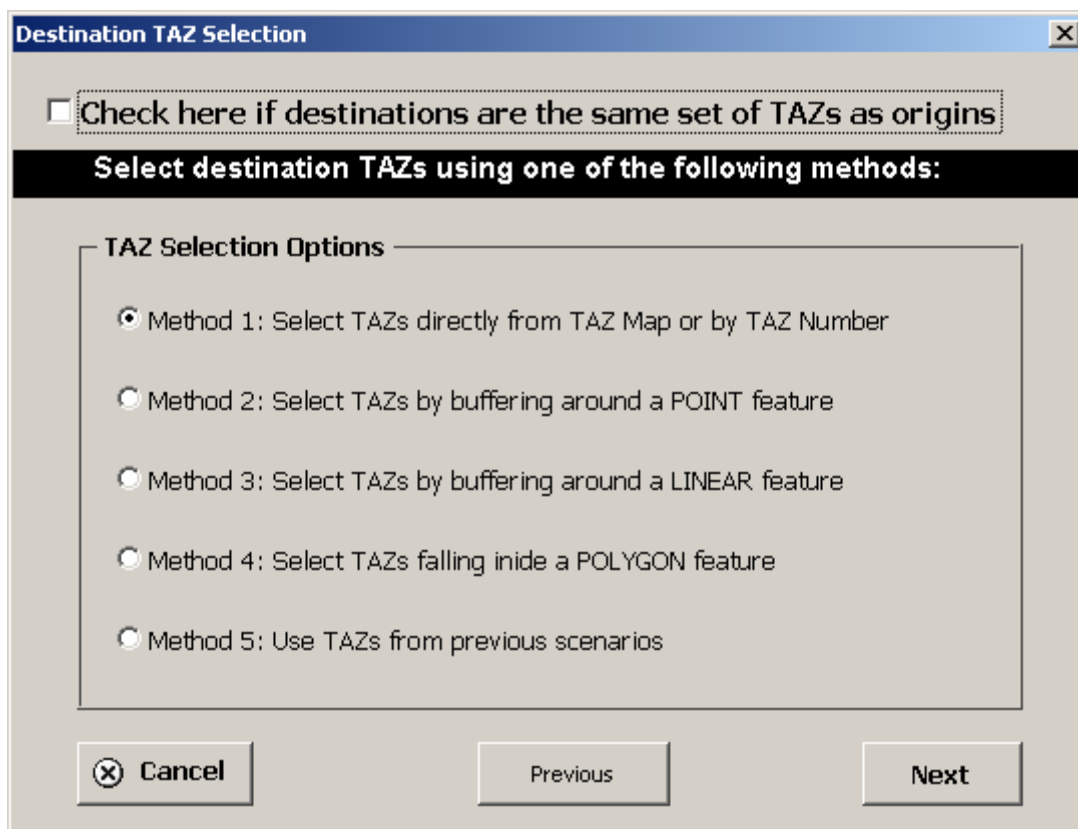 Destination TAZ Selection
Check here if destinations are the same set of TAZs as origins
Select destination TAZs using one of the following methods:
TAZ Selection Options
Method 1: Select TAZs directly from TAZ Map or by TAZ Number
Method 2: Select TAZs by buffering around a POINT feature
Method 3: Select TAZs by buffering around a LINEAR feature
Method 4: Select TAZs falling inide a POLYGON feature
Method 5: Use TAZs from previous scenarios
Cancel Previous Next